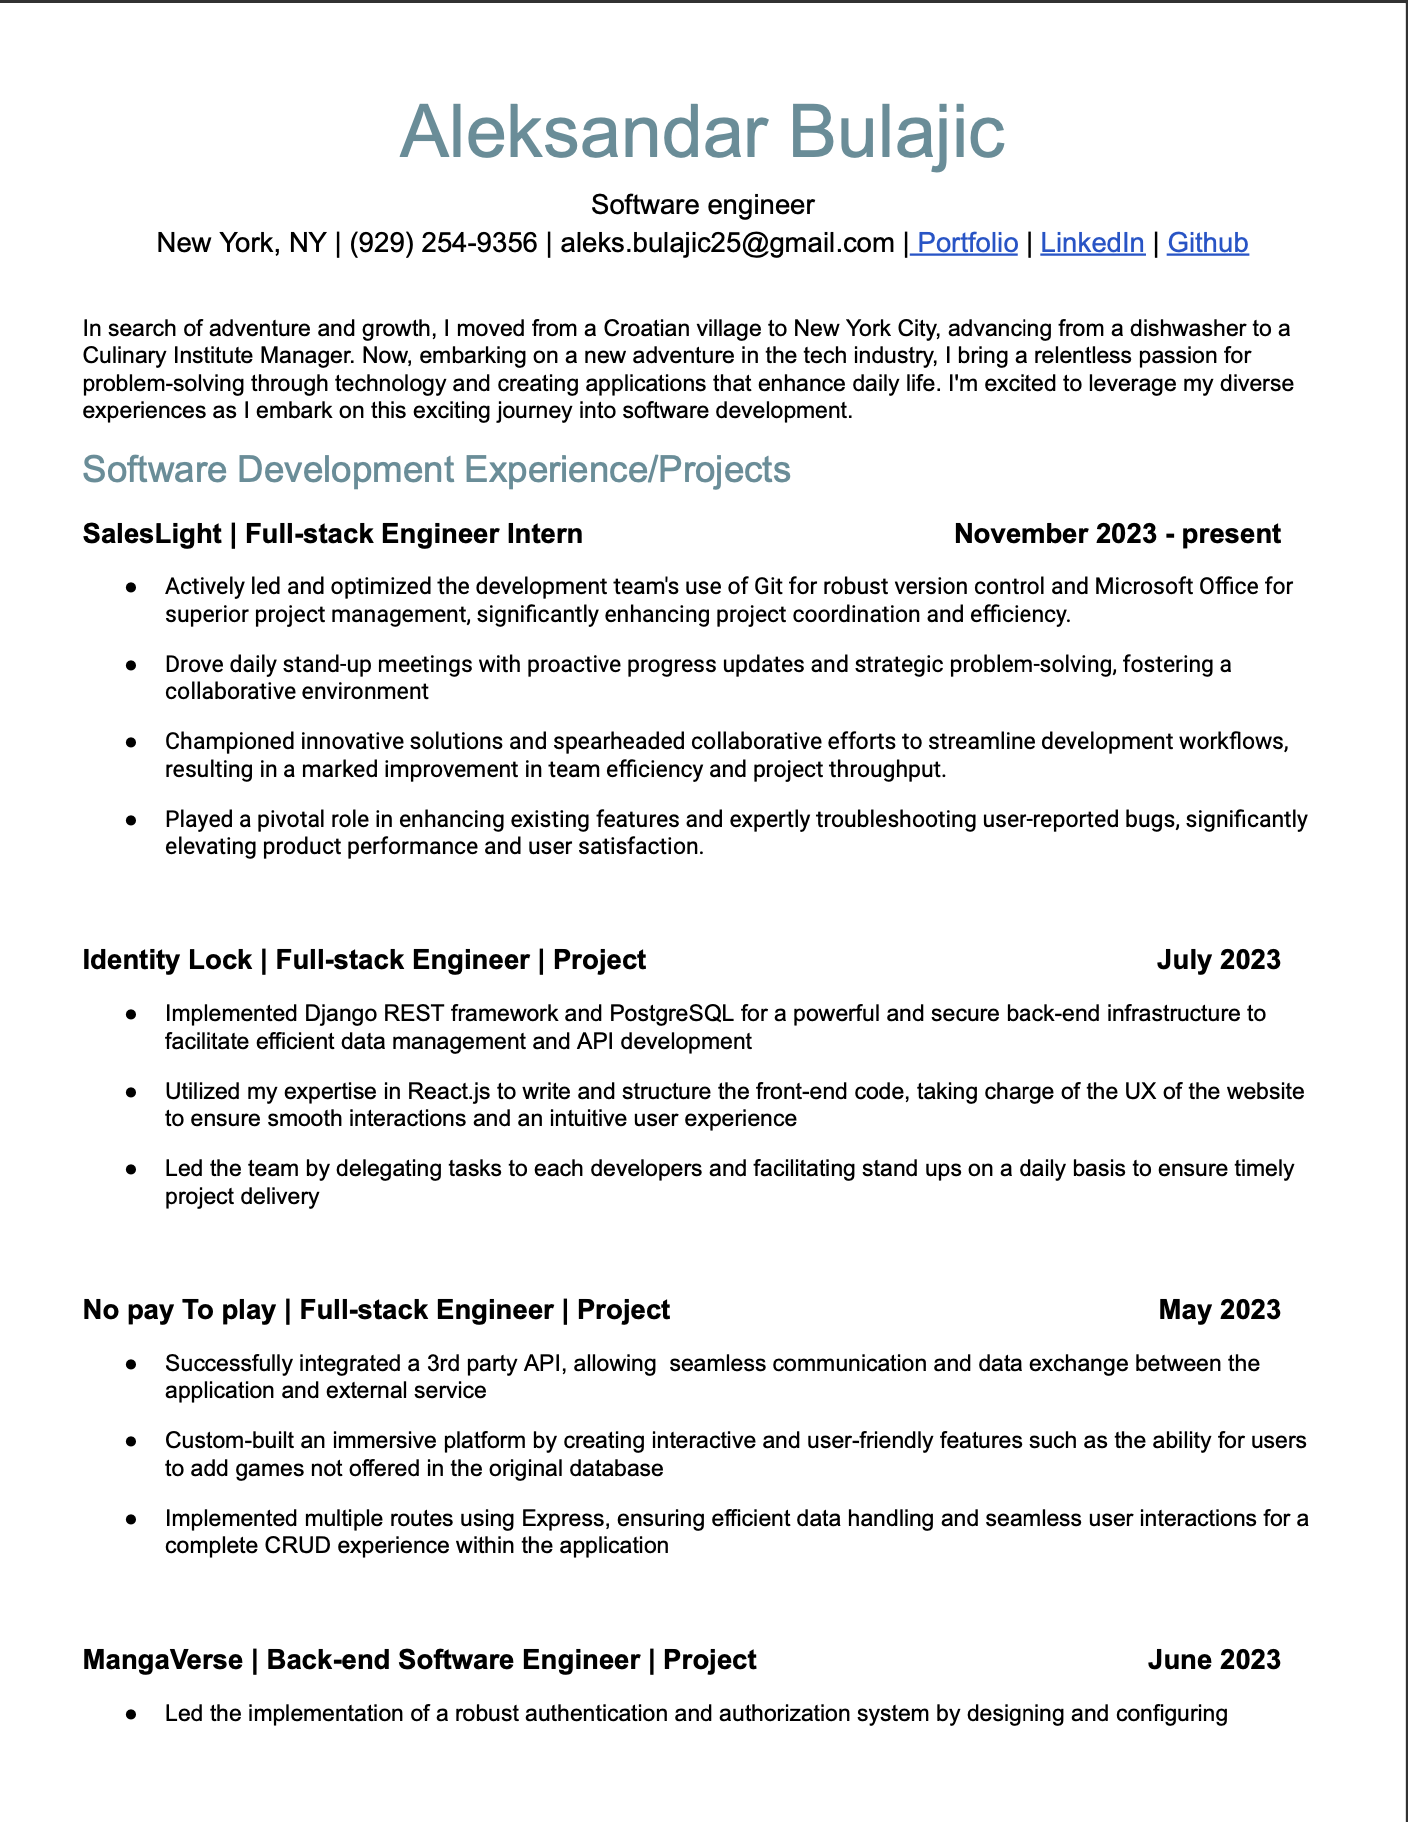 Aleksandar Bulajic
Software engineer
New York, NY | (929) 254-9356 | aleks.bulajic25@gmail.com | Portfolio | LinkedIn | Github
In search of adventure and growth, I moved from a Croatian village to New York City, advancing from a dishwasher to a
Culinary Institute Manager. Now, embarking on a new adventure in the tech industry, I bring a relentless passion for
problem-solving through technology and creating applications that enhance daily life. I'm excited to leverage my diverse
experiences as I embark on this exciting journey into software development.
Software Development Experience/Projects
SalesLight | Full-stack Engineer Intern November 2023 - present
● Actively led and optimized the development team's use of Git for robust version control and Microsoft Office for
superior project management, significantly enhancing project coordination and efficiency.
● Drove daily stand-up meetings with proactive progress updates and strategic problem-solving, fostering a
collaborative environment
● Championed innovative solutions and spearheaded collaborative efforts to streamline development workflows,
resulting in a marked improvement in team efficiency and project throughput.
● Played a pivotal role in enhancing existing features and expertly troubleshooting user-reported bugs, significantly
elevating product performance and user satisfaction.
Identity Lock | Full-stack Engineer | Project July 2023
● Implemented Django REST framework and PostgreSQL for a powerful and secure back-end infrastructure to
facilitate efficient data management and API development
● Utilized my expertise in React.js to write and structure the front-end code, taking charge of the UX of the website
to ensure smooth interactions and an intuitive user experience
● Led the team by delegating tasks to each developers and facilitating stand ups on a daily basis to ensure timely
project delivery
No pay To play | Full-stack Engineer | Project May 2023
● Successfully integrated a 3rd party API, allowing  seamless communication and data exchange between the
application and external service
● Custom-built an immersive platform by creating interactive and user-friendly features such as the ability for users
to add games not offered in the original database
● Implemented multiple routes using Express, ensuring efficient data handling and seamless user interactions for a
complete CRUD experience within the application
MangaVerse | Back-end Software Engineer | Project June 2023
● Led the implementation of a robust authentication and authorization system by designing and configuring